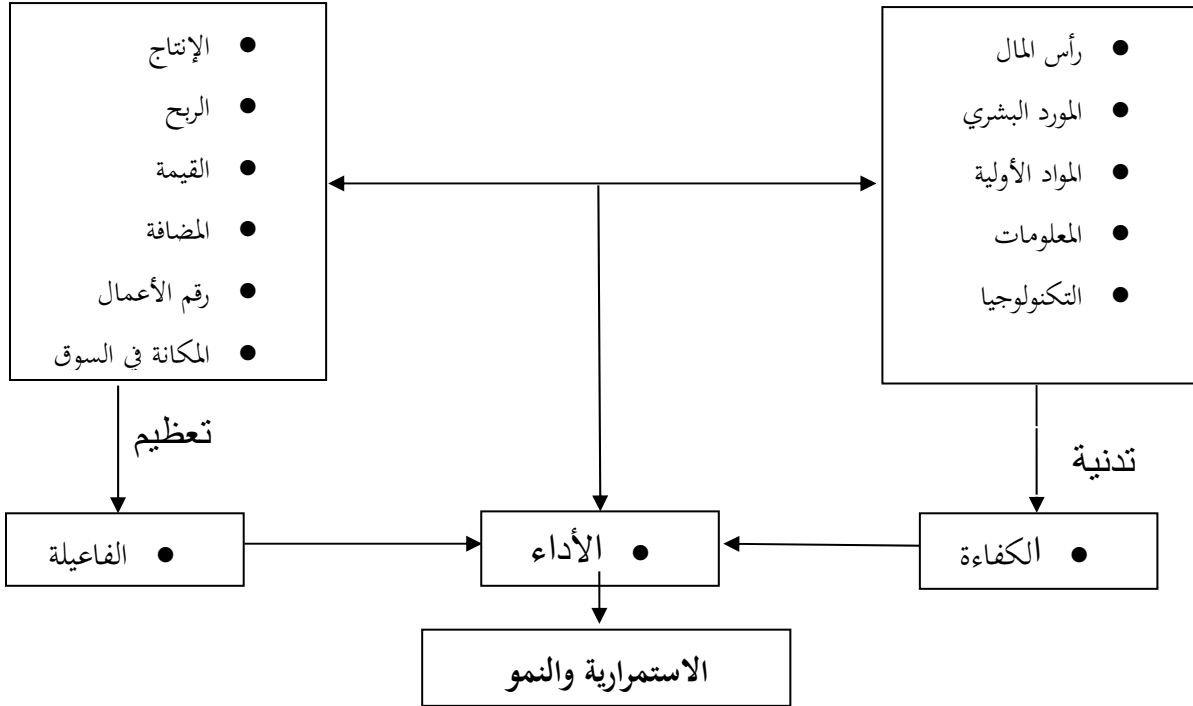 ● رأس المال
● المورد البشري
● المواد الأولية
● المعلومات
● التكنولوجيا
● الإنتاج
● الربح
● القيمة
● المضافة
● رقم الأعمال
● المكانة في السوق
تدنية
تعظيم
● الكفاءة
● الأداء
● الفاعيلة
الاستمرارية والنمو